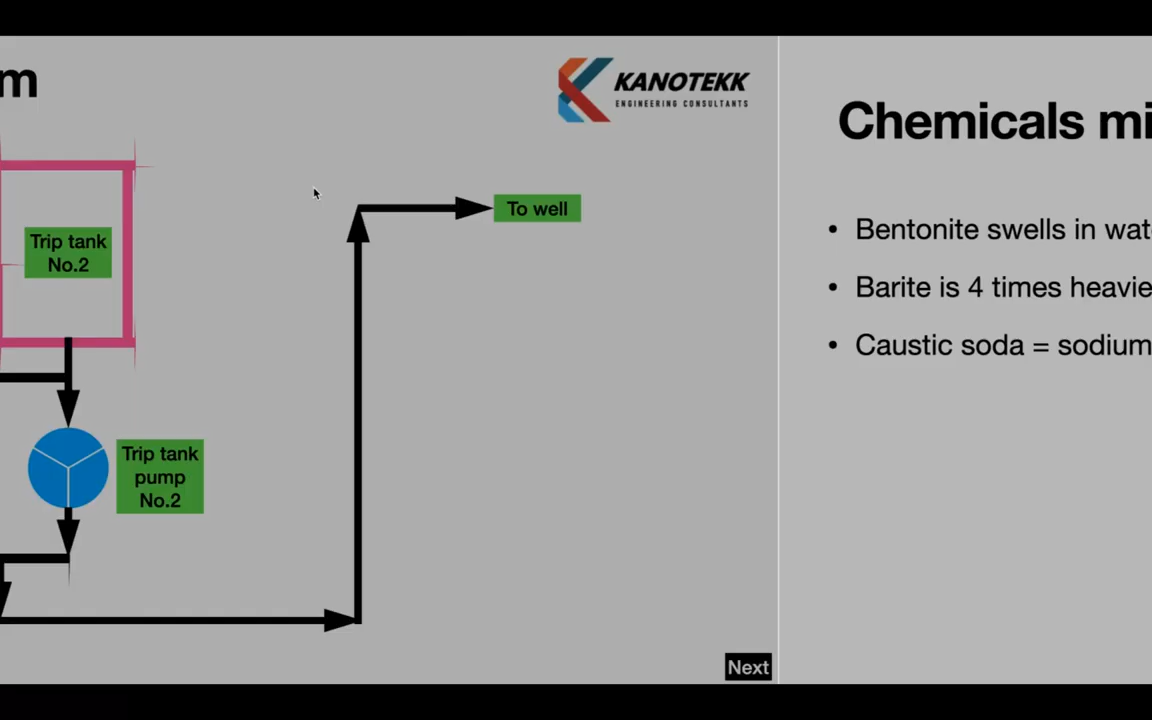 m
KANOTEKK
ENGINEERING CONSULTANTS
Trip tank
No.2
To well
Trip tank
pump
No.2
Next
Chemicals mi
• Bentonite swells in wat
• Barite is 4 times heavie
• Caustic soda = sodium